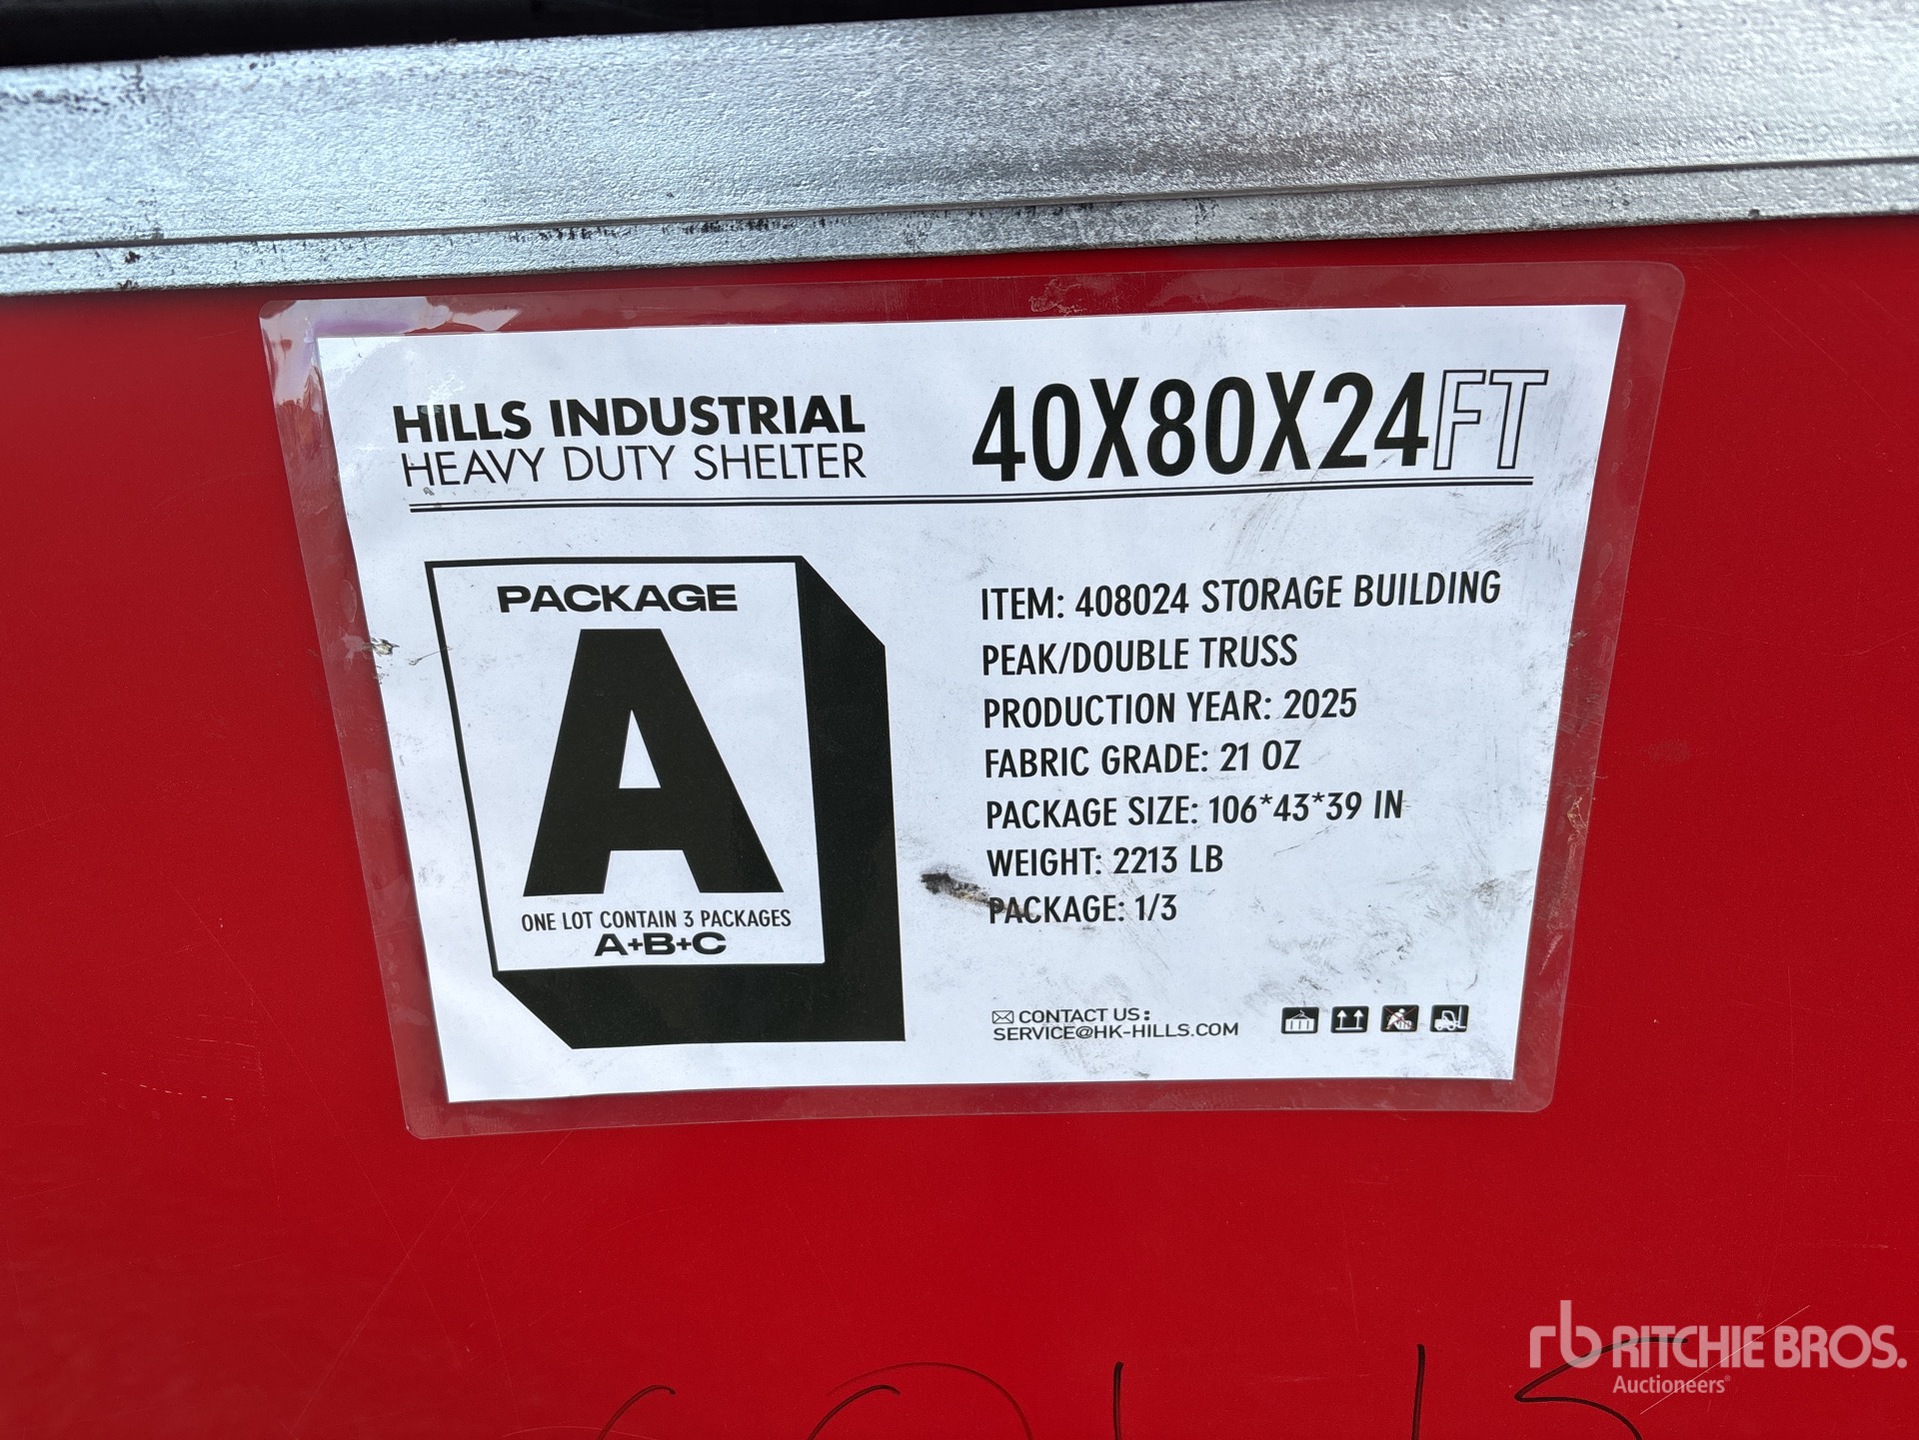 HILLS INDUSTRIAL
HEAVY DUTY SHELTER
40X80X24FT
PACKAGE
A
ONE LOT CONTAIN 3 PACKAGES
A+B+C
ITEM: 408024 STORAGE BUILDING
PEAK/DOUBLE TRUSS
PRODUCTION YEAR: 2025
FABRIC GRADE: 21 OZ
PACKAGE SIZE: 106*43*39 IN
WEIGHT: 2213 LB
PACKAGE: 1/3
CONTACT US:
SERVICE@HK-HILLS.COM
rb RITCHIE BROS.
Auctioneers®